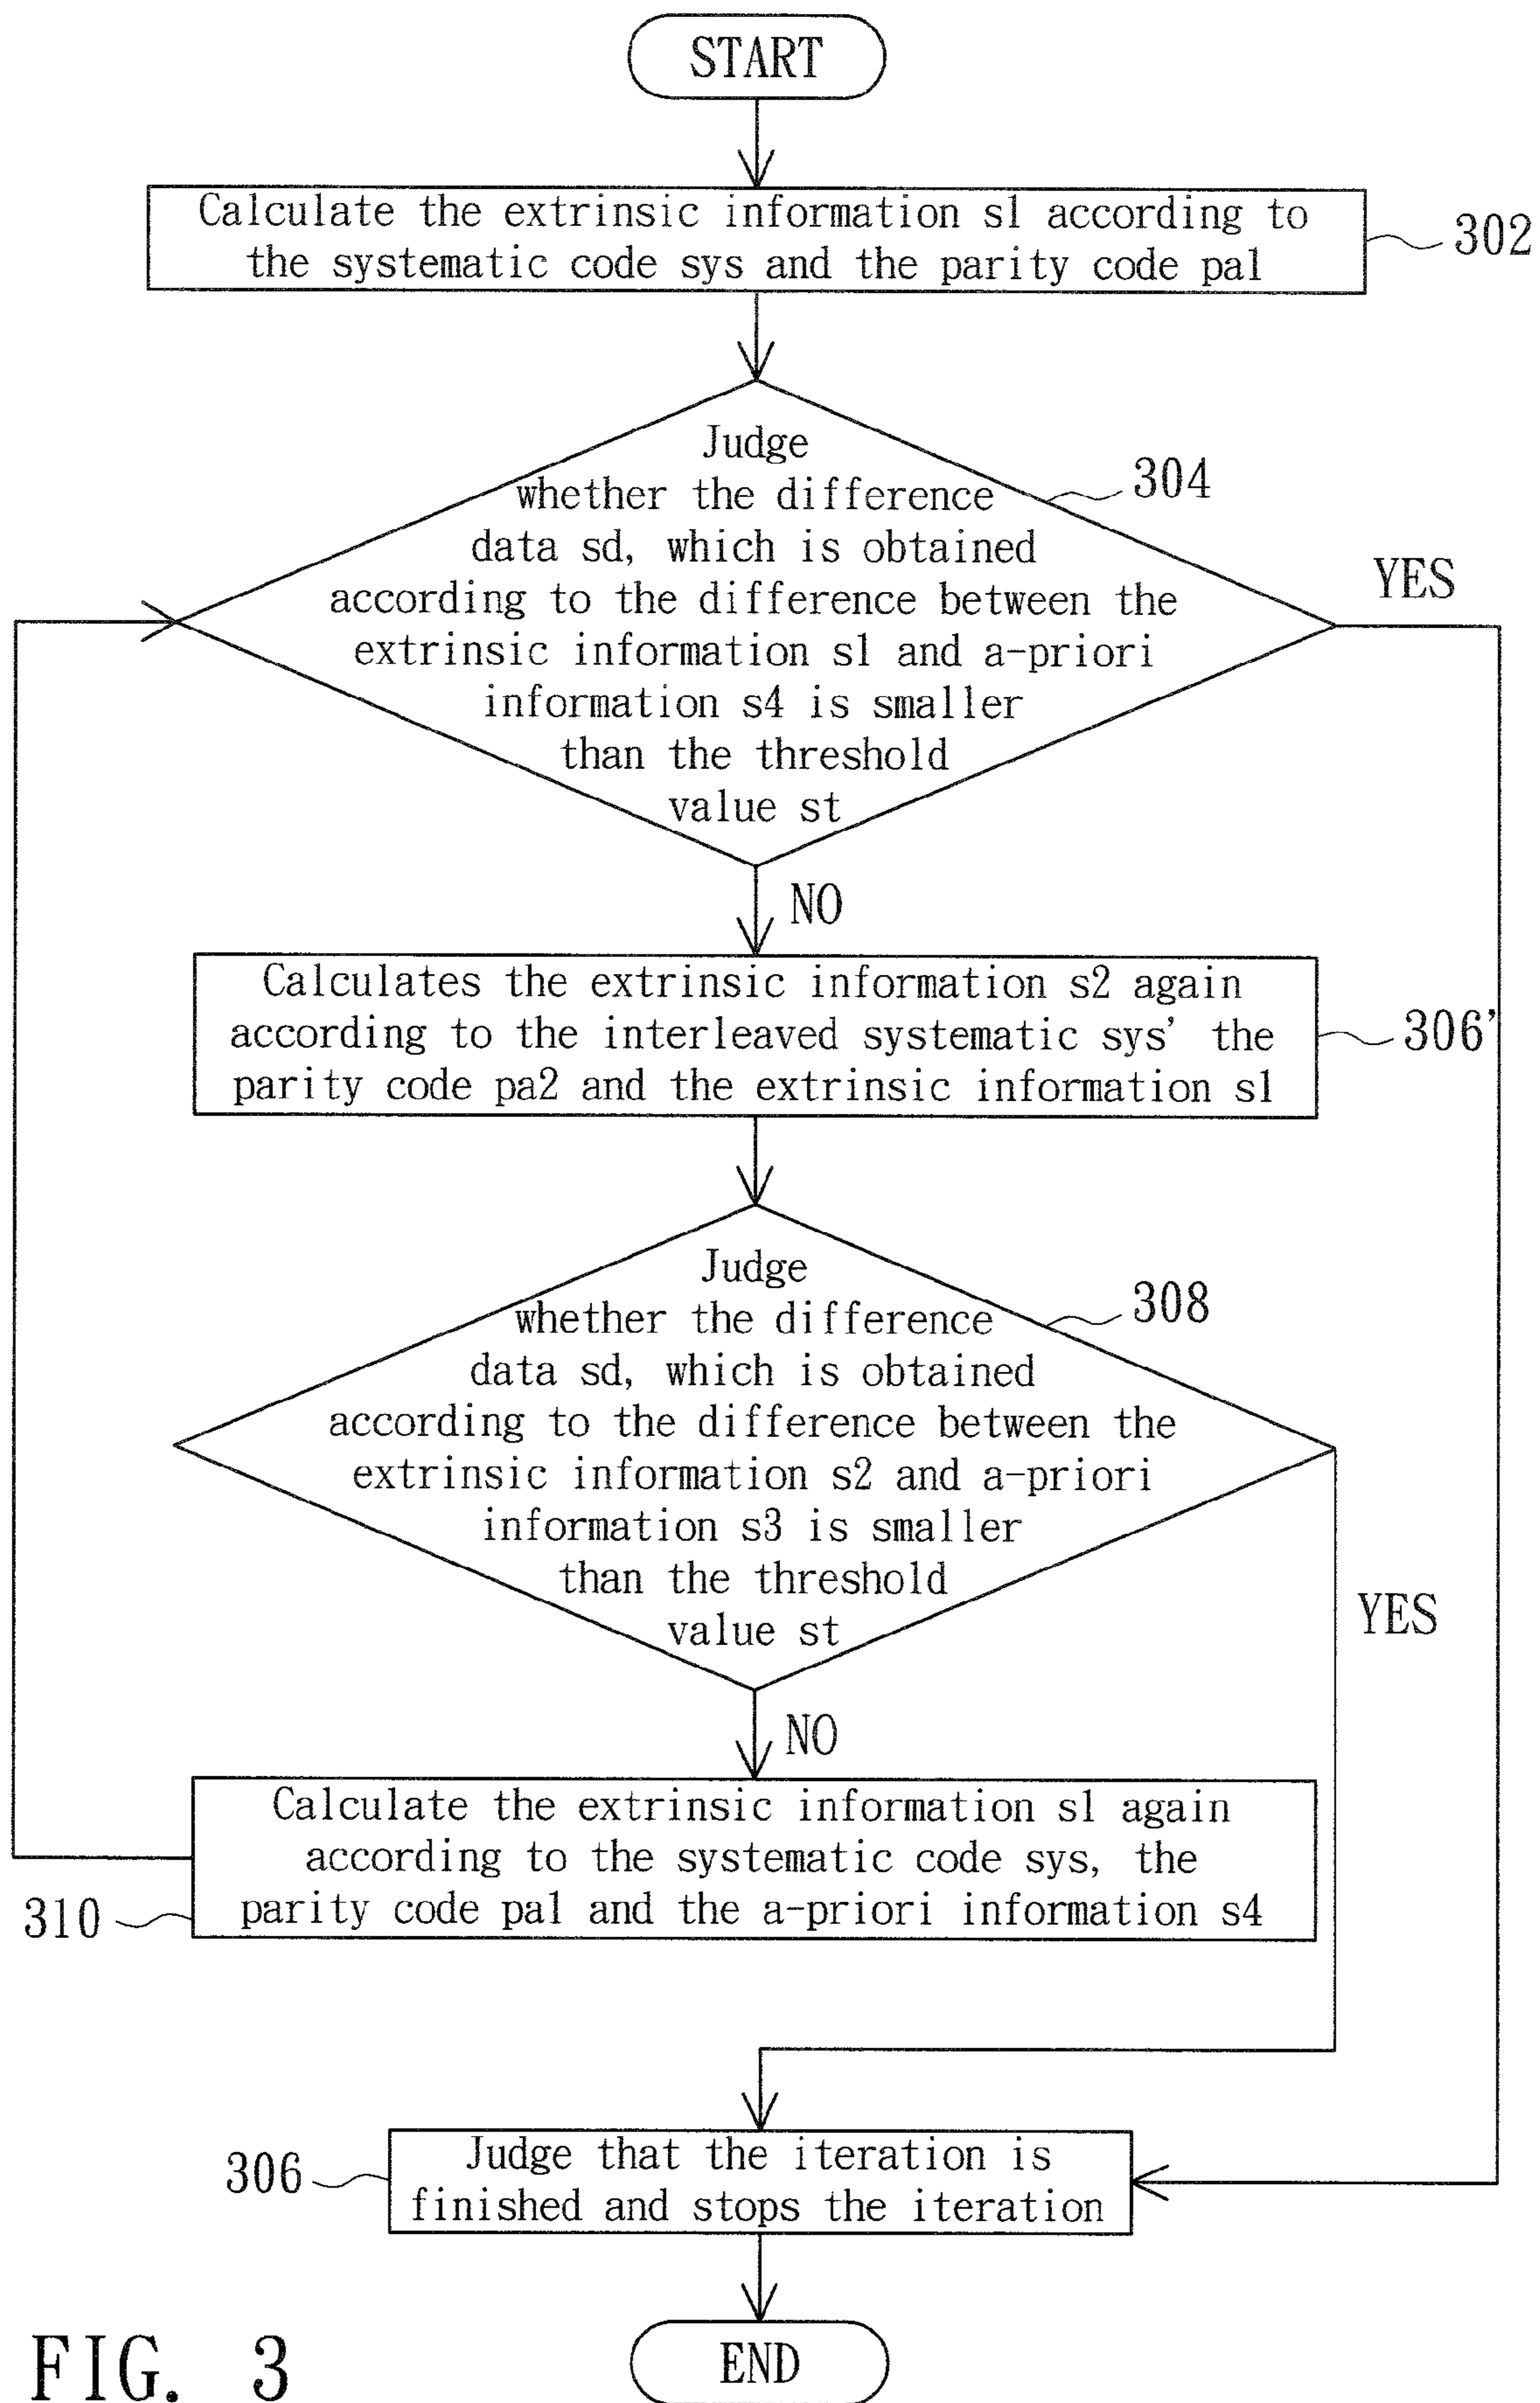 START
Calculate the extrinsic information s1 according to
the systematic code sys and the parity code pa1
302
Judge
whether the difference
data sd, which is obtained
according to the difference between the
extrinsic information s1 and a-priori
information s4 is smaller
than the threshold
value st
304
YES
NO
Calculates the extrinsic information s2 again
according to the interleaved systematic sys' the
parity code pa2 and the extrinsic information s1
306'
Judge
whether the difference
data sd, which is obtained
according to the difference between the
extrinsic information s2 and a-priori
information s3 is smaller
than the threshold
value st
308
YES
NO
Calculate the extrinsic information s1 again
according to the systematic code sys, the
parity code pa1 and the a-priori information s4
310
Judge that the iteration is
finished and stops the iteration
306
END
FIG. 3